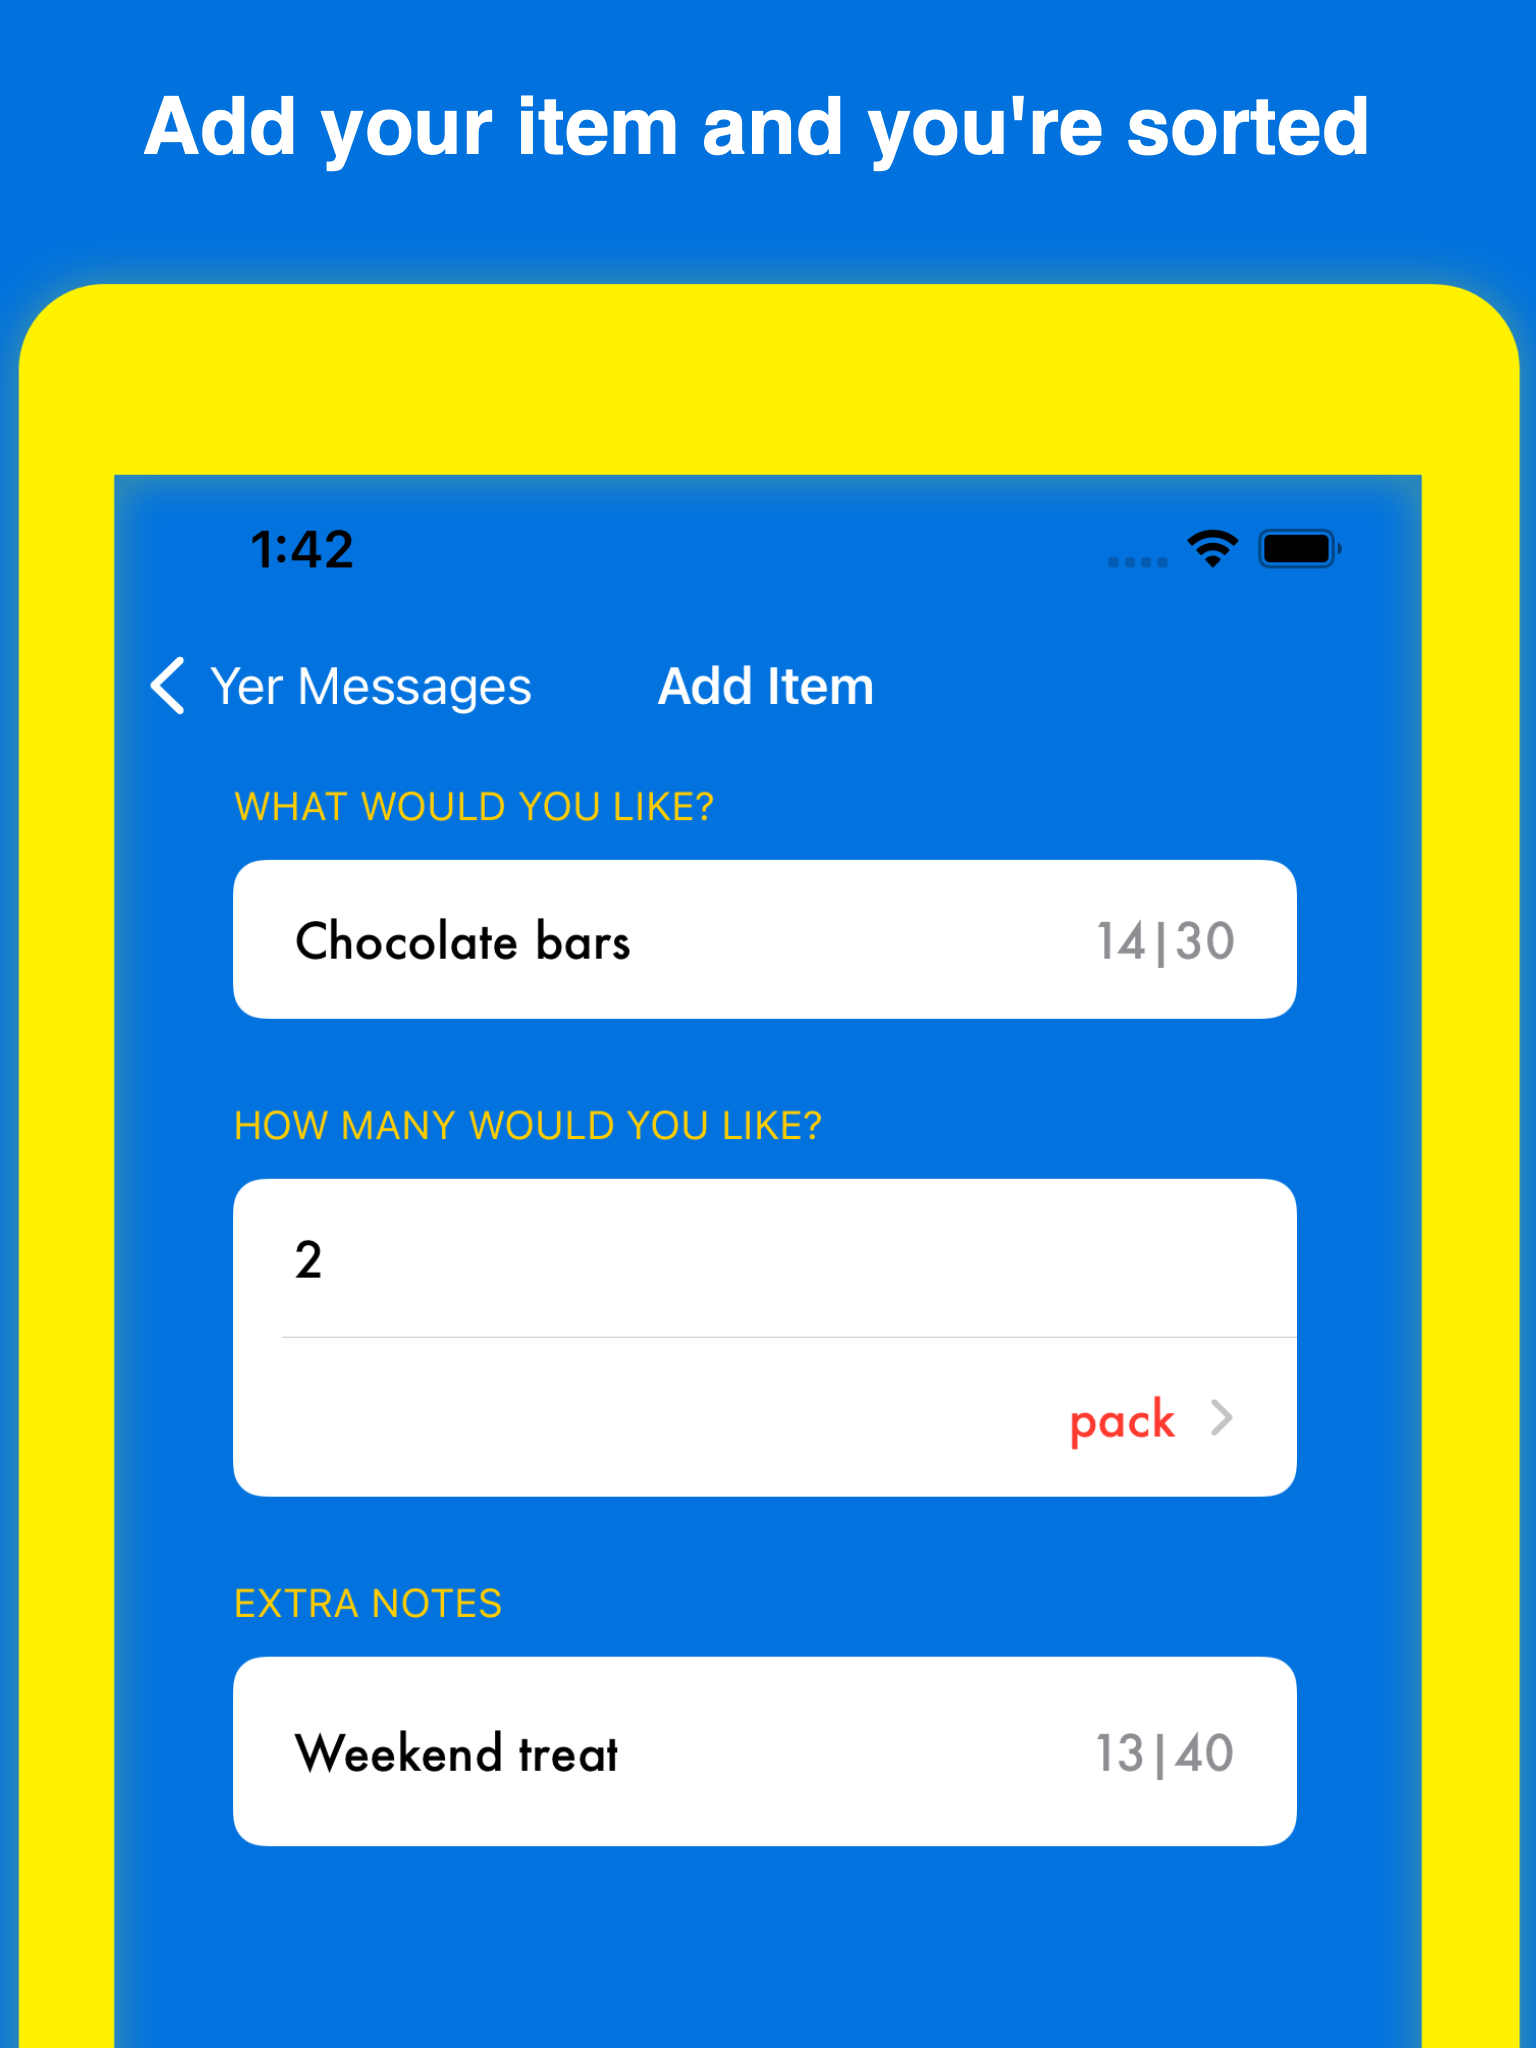 Add your item and you're sorted
1:42
Yer Messages
Add Item
WHAT WOULD YOU LIKE?
Chocolate bars 14|30
HOW MANY WOULD YOU LIKE?
2
pack
EXTRA NOTES
Weekend treat 13|40